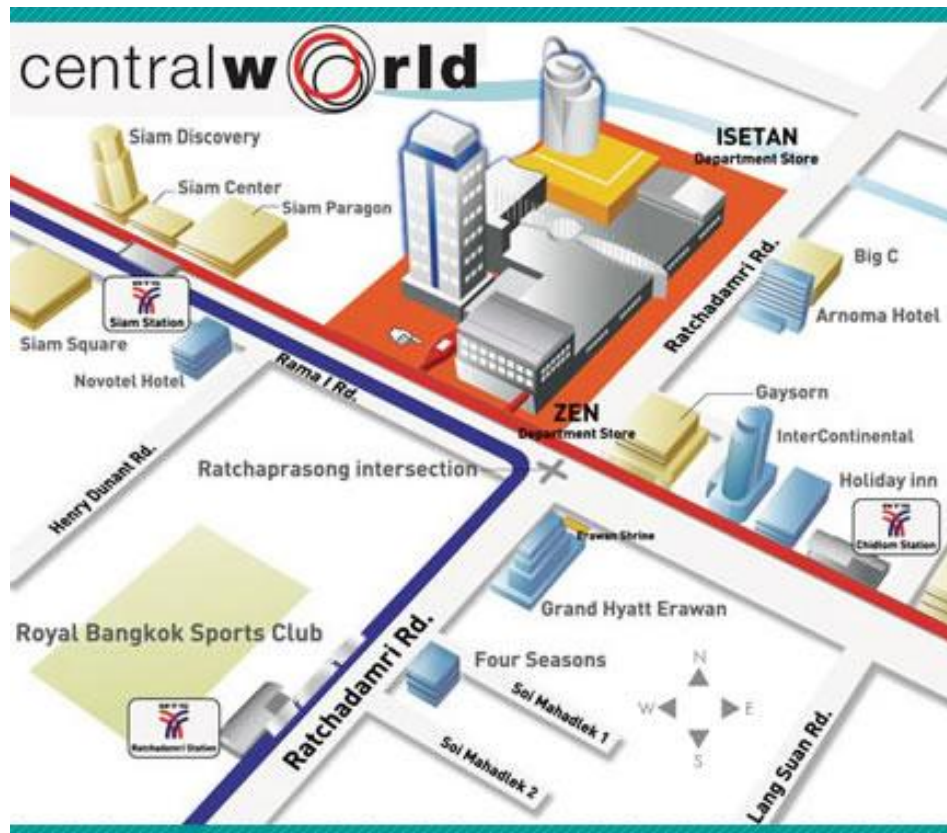 centralworld
Siam Discovery
Siam Center
Siam Paragon
ISETAN
Department Store
Ratchadamri Rd.
Big C
Arnoma Hotel
BTS
Siam Station
Siam Square
Novotel Hotel
Rama I Rd.
Henry Dunant Rd.
ZEN
Department Store
Gaysorn
InterContinental
Holiday inn
BTS
Chidlom Station
Ratchaprasong intersection
Erawan Shrine
Grand Hyatt Erawan
Royal Bangkok Sports Club
Ratchadamri Rd.
Four Seasons
Soi Mahadlek 1
Soi Mahadlek 2
BTS
Ratchadamri Station
N
W
E
S
Lang Suan Rd.